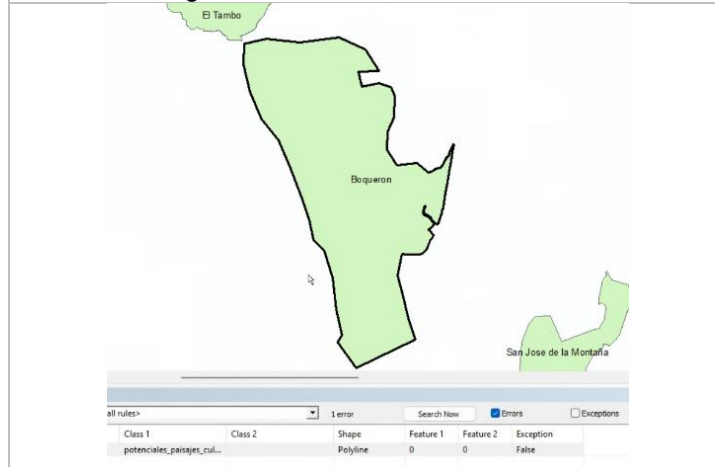 El Tambo
Boqueron
San Jose de la Montaña
all rules>
1 error
Search Now
Errors
Exceptions
Class 1 Class 2 Shape Feature 1 Feature 2 Exception
potenciales_paisajes_cul... Polyline 0 0 False